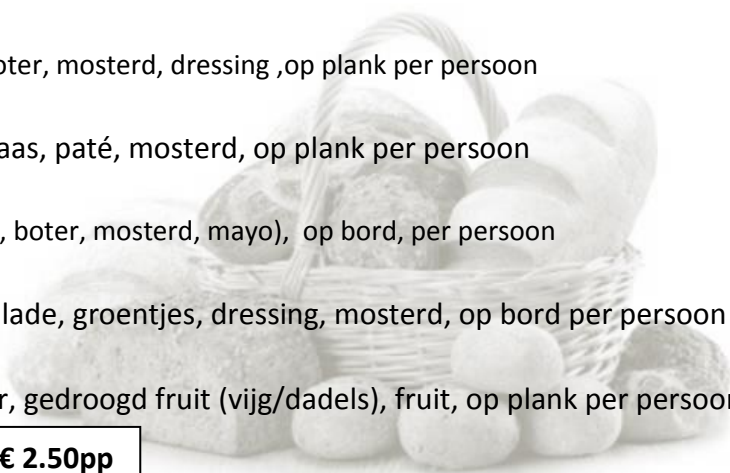 oter, mosterd, dressing ,op plank per persoon
aas, paté, mosterd, op plank per persoon
, boter, mosterd, mayo), op bord, per persoon
lade, groentjes, dressing, mosterd, op bord per persoon
r, gedroogd fruit (vijg/dadels), fruit, op plank per persoon
€ 2.50pp